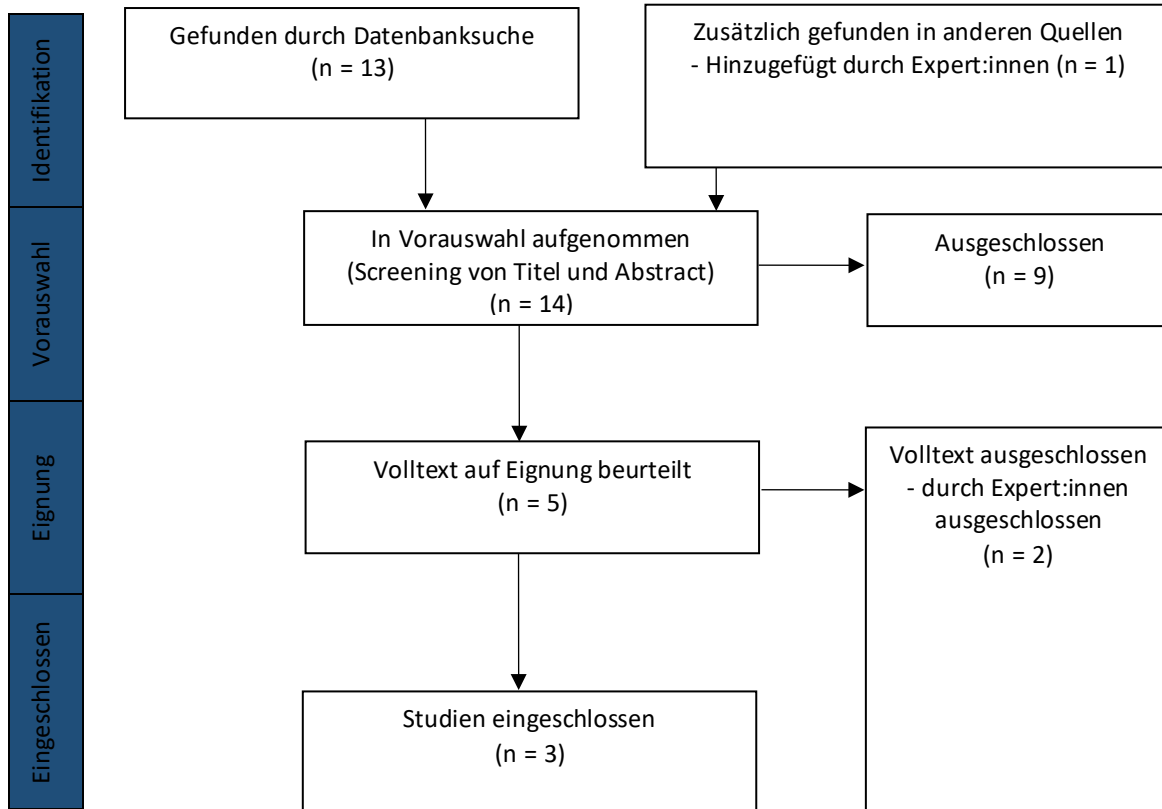 Identifikation
Gefunden durch Datenbanksuche
(n = 13)
Zusätzlich gefunden in anderen Quellen
- Hinzugefügt durch Expert:innen (n = 1)
Vorauswahl
In Vorauswahl aufgenommen
(Screening von Titel und Abstract)
(n = 14)
Ausgeschlossen
(n = 9)
Eignung
Volltext auf Eignung beurteilt
(n = 5)
Volltext ausgeschlossen
- durch Expert:innen
ausgeschlossen
(n = 2)
Eingeschlossen
Studien eingeschlossen
(n = 3)